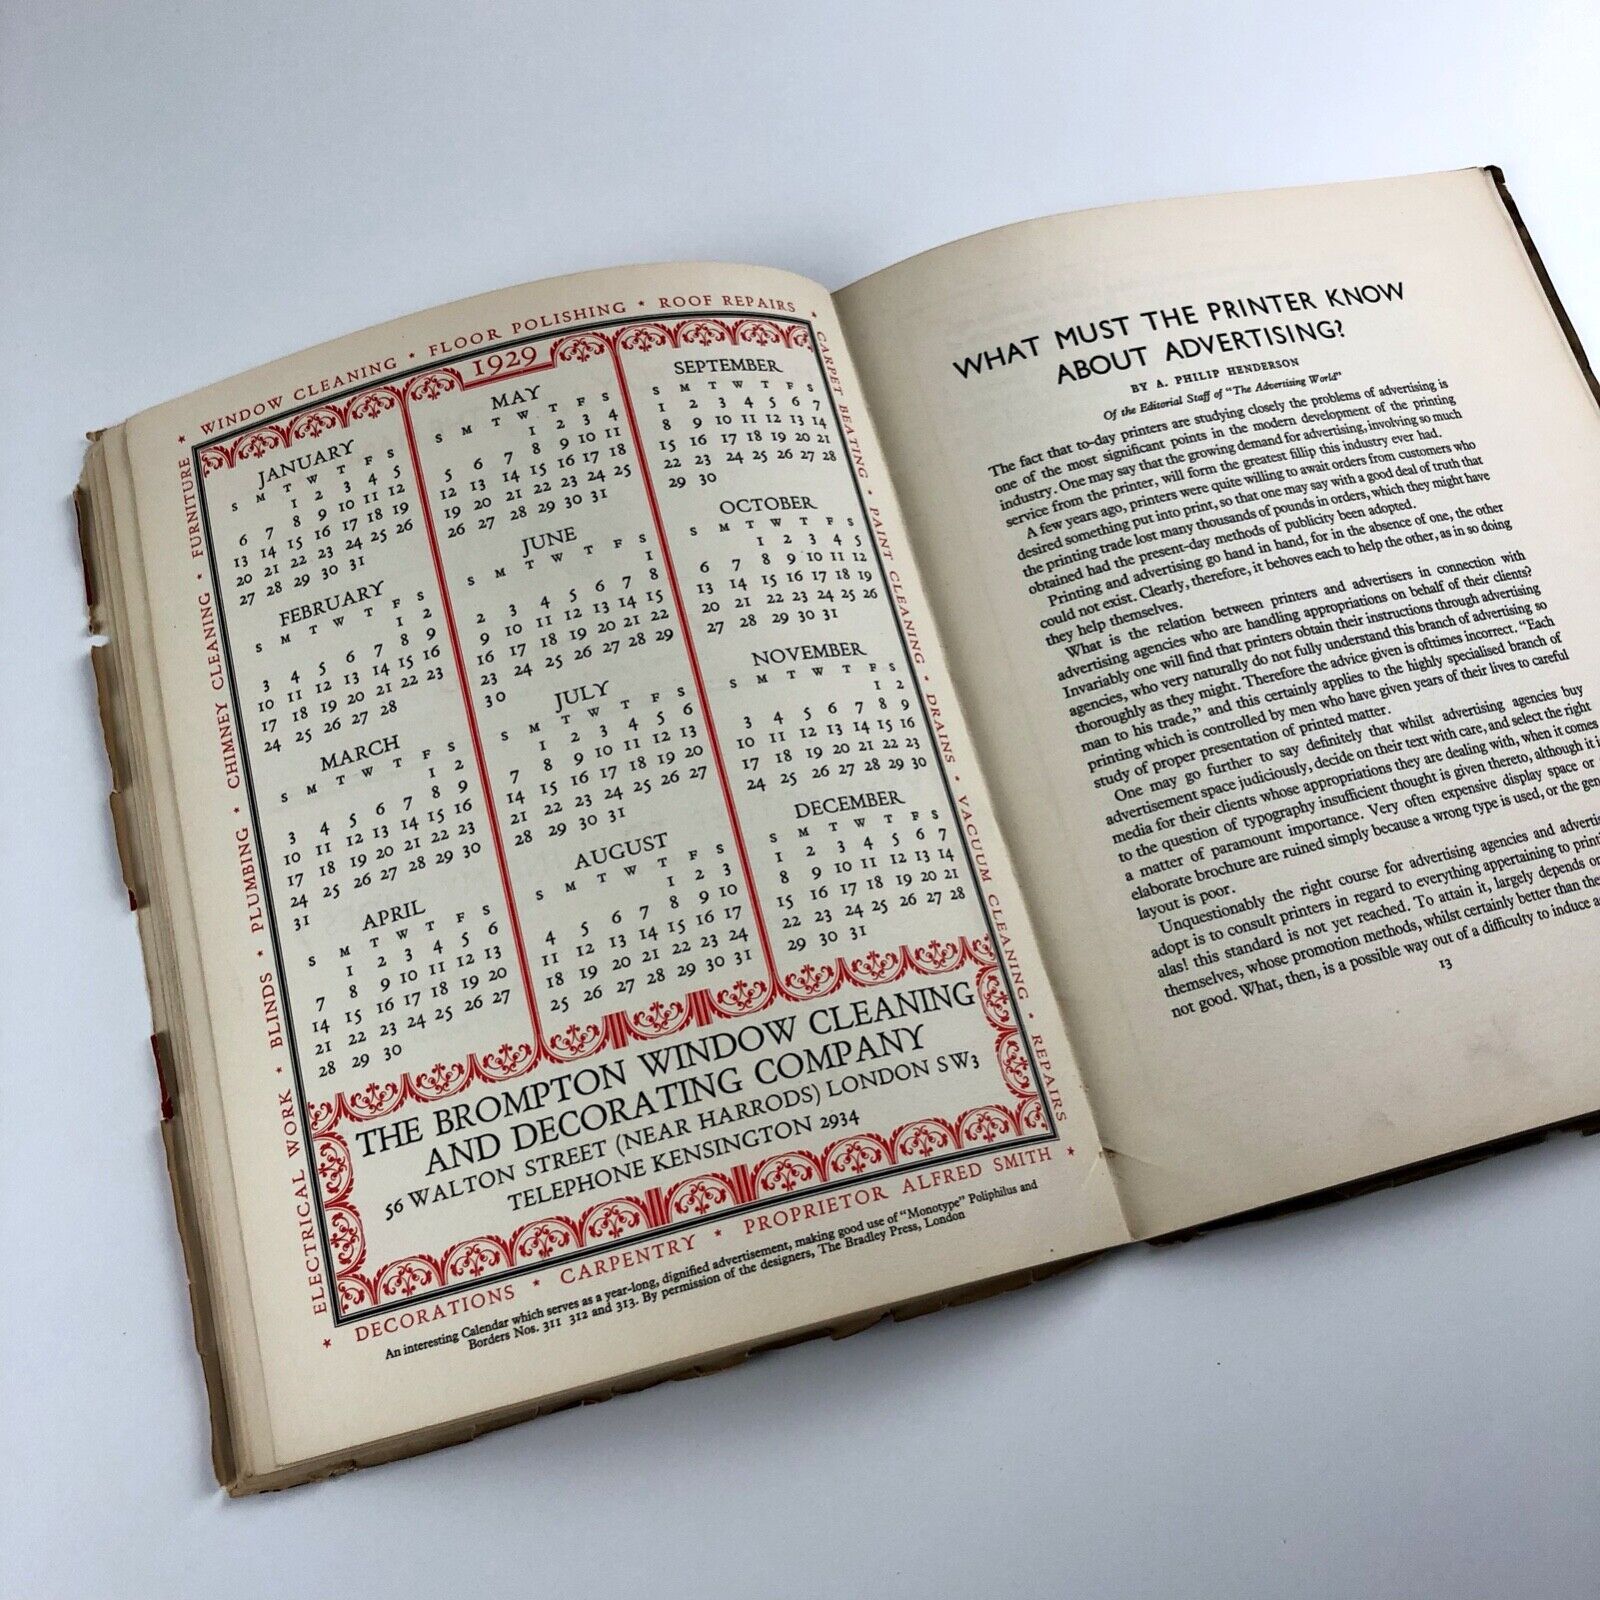 * WINDOW CLEANING * FLOOR POLISHING * ROOF REPAIRS *
CARPET BEATING · PAINT CLEANING · DRAINS · VACUUM CLEANING · REPAIRS
ELECTRICAL WORK · BLINDS · PLUMBING · CHIMNEY CLEANING · FURNITURE
1929
JANUARY
S M T W T F S
1 2 3 4 5
6 7 8 9 10 11 12
13 14 15 16 17 18 19
20 21 22 23 24 25 26
27 28 29 30 31
FEBRUARY
S M T W T F S
1 2
3 4 5 6 7 8 9
10 11 12 13 14 15 16
17 18 19 20 21 22 23
24 25 26 27 28
MARCH
S M T W T F S
1 2
3 4 5 6 7 8 9
10 11 12 13 14 15 16
17 18 19 20 21 22 23
24 25 26 27 28 29 30
31
APRIL
S M T W T F S
1 2 3 4 5 6
7 8 9 10 11 12 13
14 15 16 17 18 19 20
21 22 23 24 25 26 27
28 29 30
MAY
S M T W T F S
1 2 3 4
5 6 7 8 9 10 11
12 13 14 15 16 17 18
19 20 21 22 23 24 25
26 27 28 29 30 31
JUNE
S M T W T F S
1
2 3 4 5 6 7 8
9 10 11 12 13 14 15
16 17 18 19 20 21 22
23 24 25 26 27 28 29
30
JULY
S M T W T F S
1 2 3 4 5 6
7 8 9 10 11 12 13
14 15 16 17 18 19 20
21 22 23 24 25 26 27
28 29 30 31
AUGUST
S M T W T F S
1 2 3
4 5 6 7 8 9 10
11 12 13 14 15 16 17
18 19 20 21 22 23 24
25 26 27 28 29 30 31
SEPTEMBER
S M T W T F S
1 2 3 4 5 6 7
8 9 10 11 12 13 14
15 16 17 18 19 20 21
22 23 24 25 26 27 28
29 30
OCTOBER
S M T W T F S
1 2 3 4 5
6 7 8 9 10 11 12
13 14 15 16 17 18 19
20 21 22 23 24 25 26
27 28 29 30 31
NOVEMBER
S M T W T F S
1 2
3 4 5 6 7 8 9
10 11 12 13 14 15 16
17 18 19 20 21 22 23
24 25 26 27 28 29 30
DECEMBER
S M T W T F S
1 2 3 4 5 6 7
8 9 10 11 12 13 14
15 16 17 18 19 20 21
22 23 24 25 26 27 28
29 30 31
THE BROMPTON WINDOW CLEANING
AND DECORATING COMPANY
56 WALTON STREET (NEAR HARRODS) LONDON SW3
TELEPHONE KENSINGTON 2934
* DECORATIONS * CARPENTRY * PROPRIETOR ALFRED SMITH *
An interesting Calendar which serves as a year-long, dignified advertisement, making good use of "Monotype" Poliphilus and
Borders Nos. 311 312 and 313. By permission of the designers, The Bradley Press, London
WHAT MUST THE PRINTER KNOW
ABOUT ADVERTISING?
BY A. PHILIP HENDERSON
Of the Editorial Staff of "The Advertising World"
The fact that to-day printers are studying closely the problems of advertising is
one of the most significant points in the modern development of the printing
industry. One may say that the growing demand for advertising, involving so much
service from the printer, will form the greatest fillip this industry ever had.
A few years ago, printers were quite willing to await orders from customers who
desired something put into print, so that one may say with a good deal of truth that
the printing trade lost many thousands of pounds in orders, which they might have
obtained had the present-day methods of publicity been adopted.
Printing and advertising go hand in hand, for in the absence of one, the other
could not exist. Clearly, therefore, it behoves each to help the other, as in so doing
they help themselves.
What is the relation between printers and advertisers in connection with
advertising agencies who are handling appropriations on behalf of their clients?
Invariably one will find that printers obtain their instructions through advertising
agencies, who very naturally do not fully understand this branch of advertising so
thoroughly as they might. Therefore the advice given is ofttimes incorrect. "Each
man to his trade," and this certainly applies to the highly specialised branch of
printing which is controlled by men who have given years of their lives to careful
study of proper presentation of printed matter.
One may go further to say definitely that whilst advertising agencies buy
advertisement space judiciously, decide on their text with care, and select the right
media for their clients whose appropriations they are dealing with, when it comes
to the question of typography insufficient thought is given thereto, although it
a matter of paramount importance. Very often expensive display space or
elaborate brochure are ruined simply because a wrong type is used, or the
layout is poor.
Unquestionably the right course for advertising agencies and
adopt is to consult printers in regard to everything appertaining to
alas! this standard is not yet reached. To attain it, largely depends
themselves, whose promotion methods, whilst certainly better than
not good. What, then, is a possible way out of a difficulty to induce
13